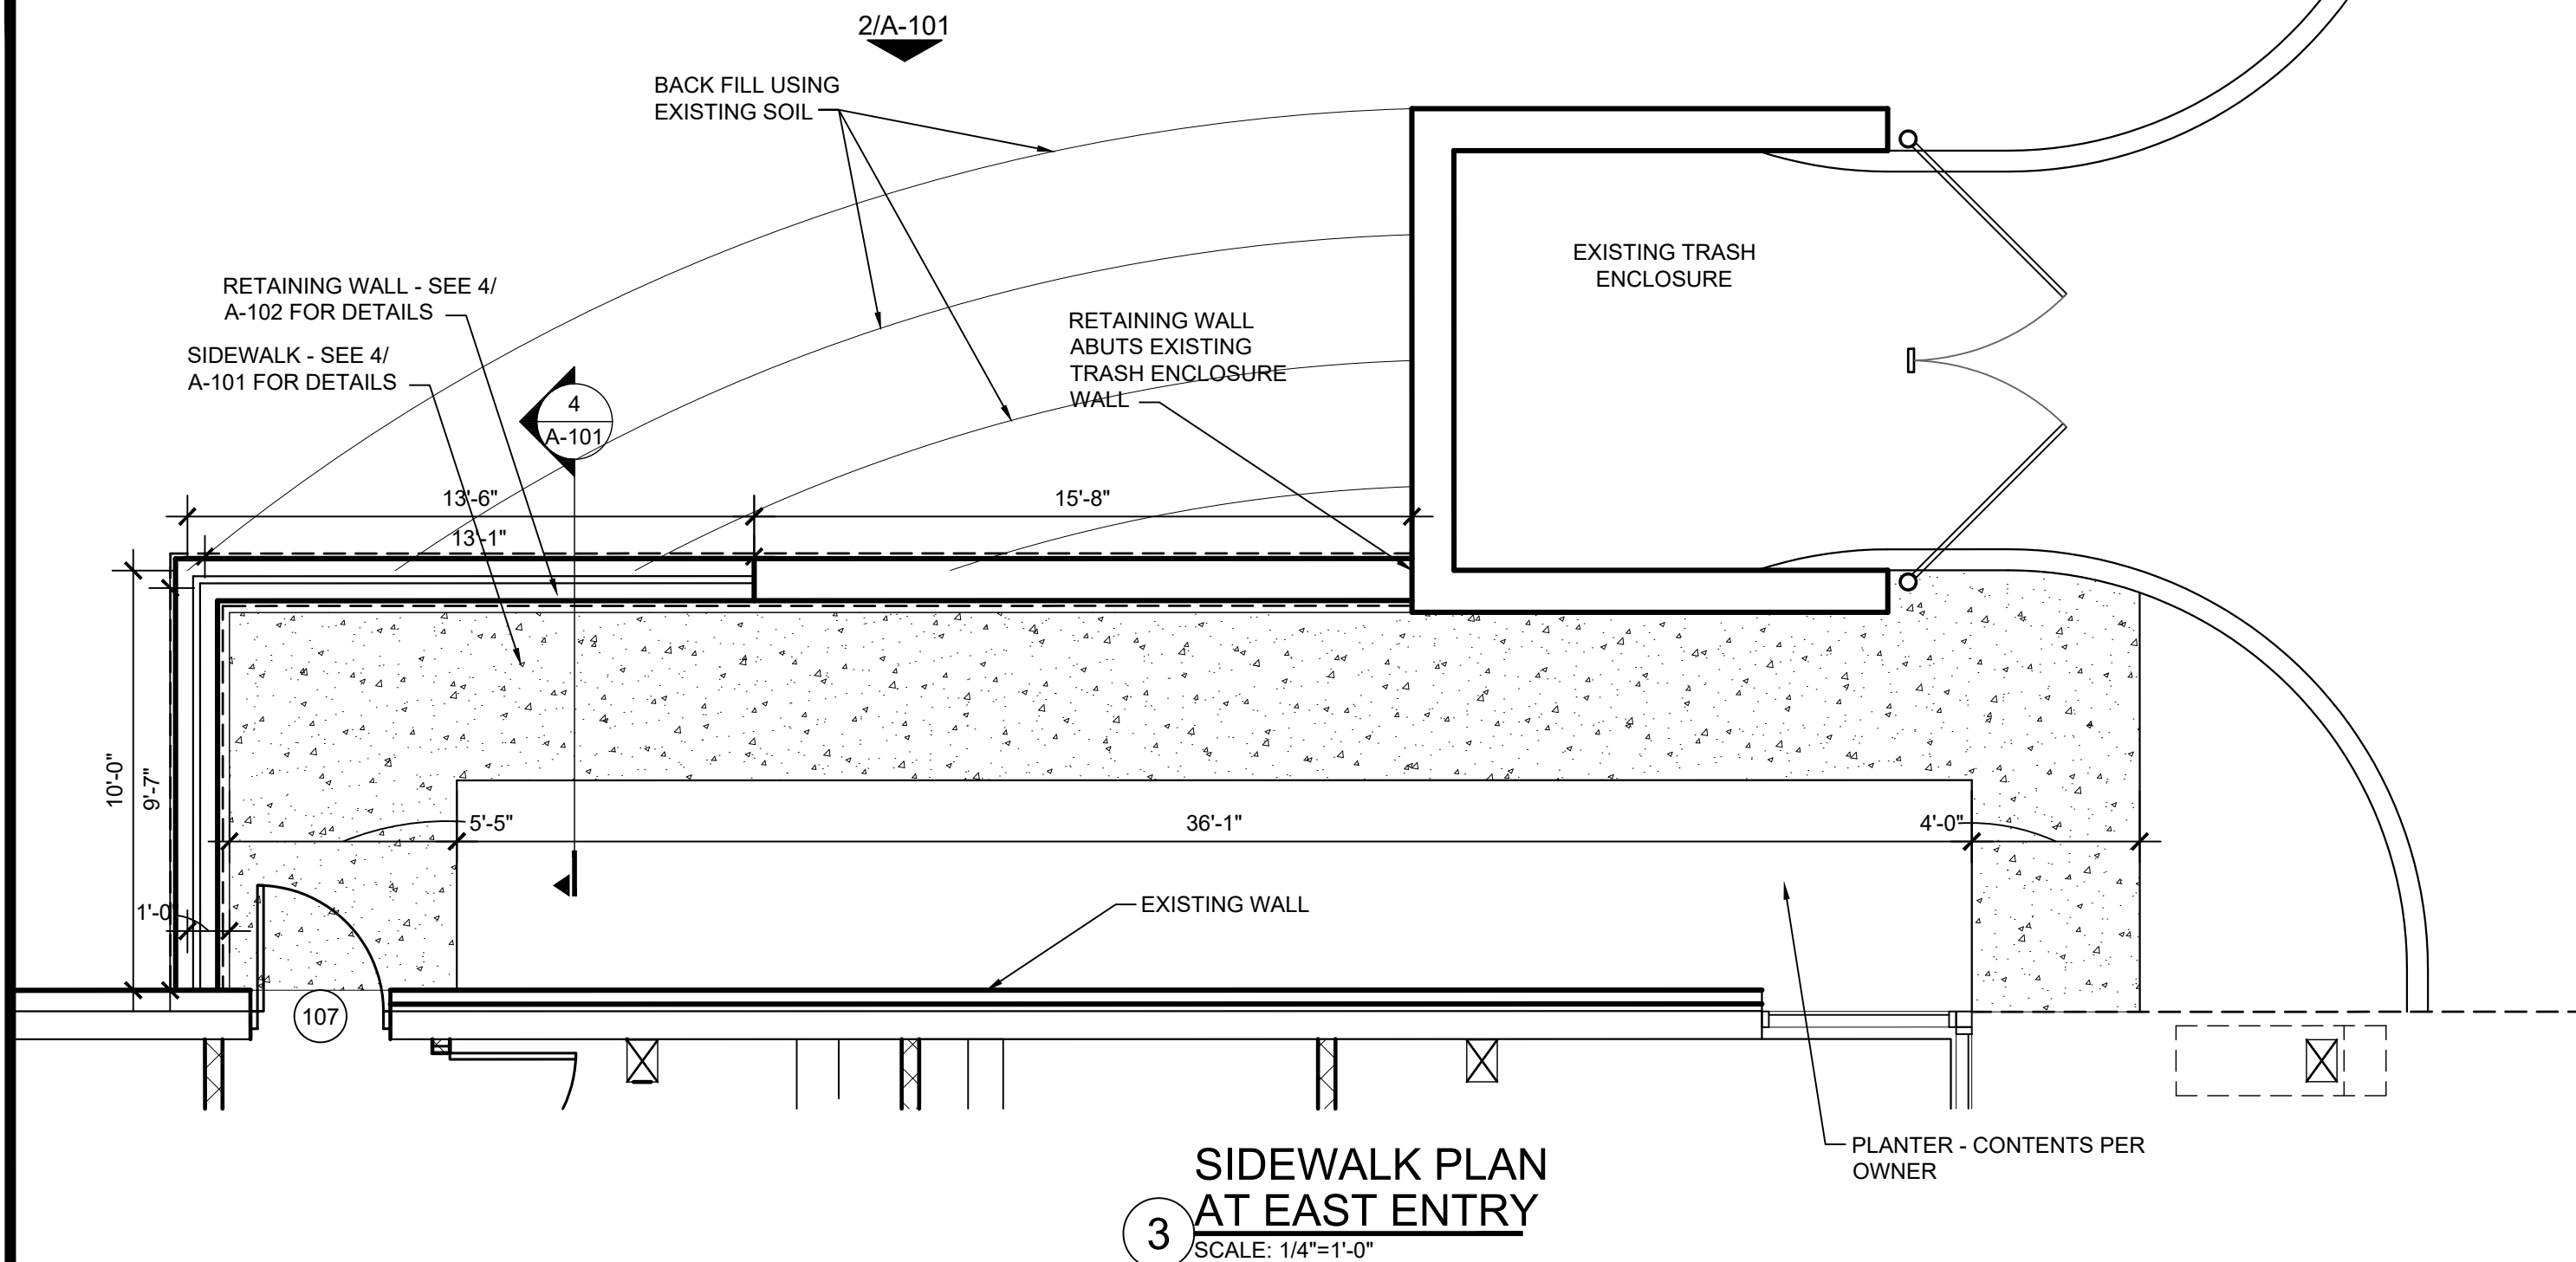 2/A-101
BACK FILL USING
EXISTING SOIL
EXISTING TRASH
ENCLOSURE
RETAINING WALL - SEE 4/
A-102 FOR DETAILS
RETAINING WALL
ABUTS EXISTING
TRASH ENCLOSURE
WALL
SIDEWALK - SEE 4/
A-101 FOR DETAILS
4
A-101
13'-6"
15'-8"
13'-1"
10'-0"
9'-7"
5'-5"
36'-1"
4'-0"
1'-0"
EXISTING WALL
107
PLANTER - CONTENTS PER
OWNER
SIDEWALK PLAN
AT EAST ENTRY
3
SCALE: 1/4"=1'-0"